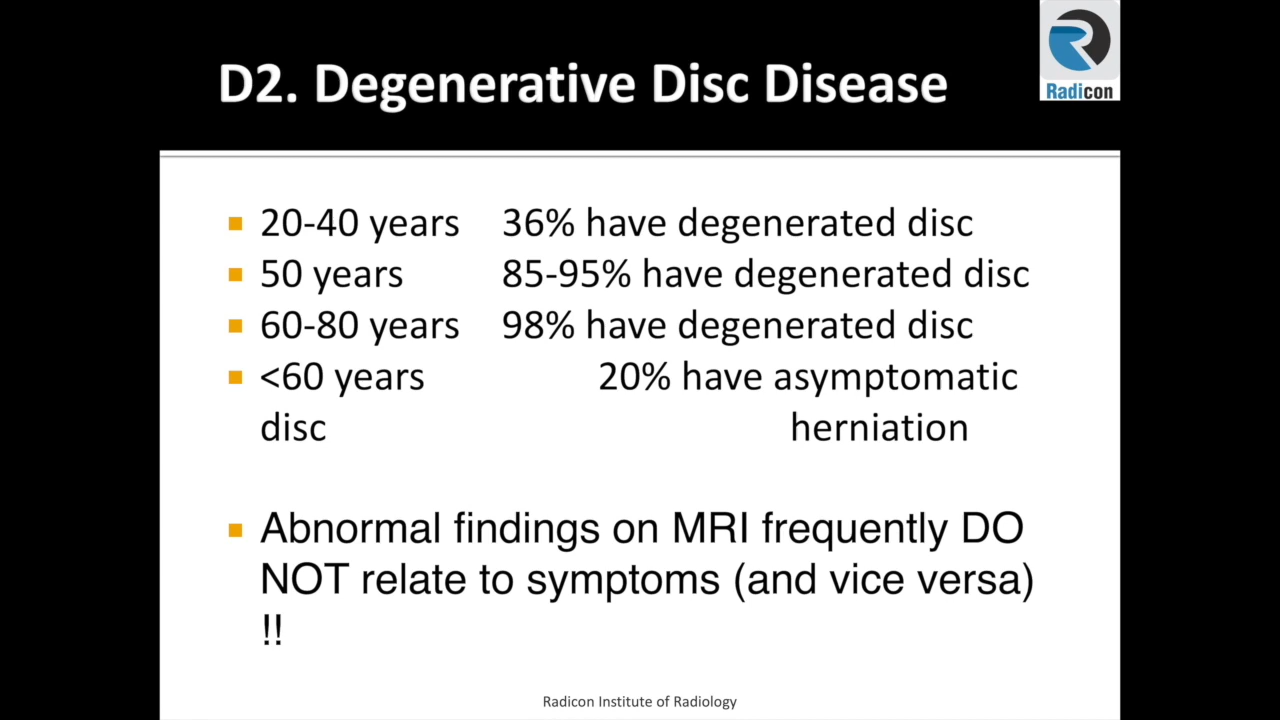 D2. Degenerative Disc Disease
Radicon
20-40 years 36% have degenerated disc
50 years 85-95% have degenerated disc
60-80 years 98% have degenerated disc
<60 years 20% have asymptomatic
disc herniation
Abnormal findings on MRI frequently DO
NOT relate to symptoms (and vice versa)
!!
Radicon Institute of Radiology